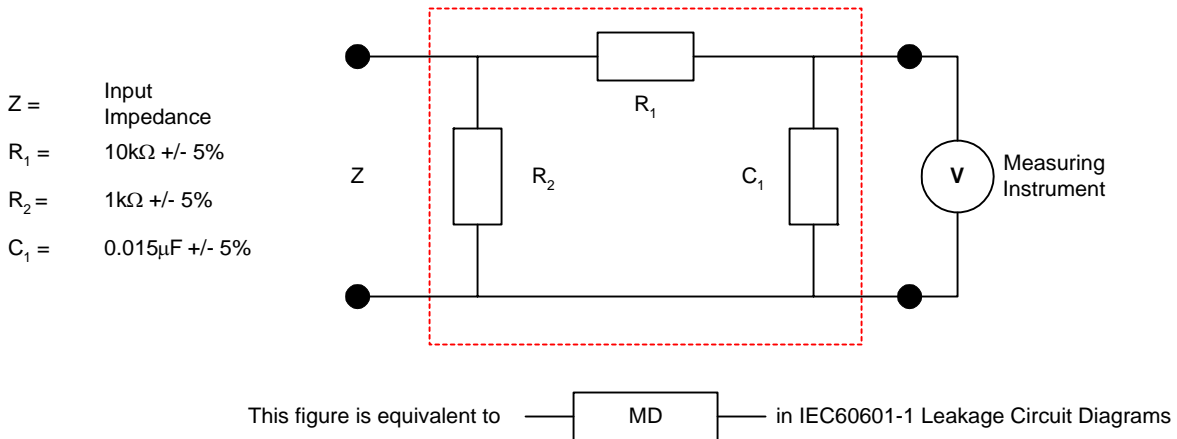 Z = Input
Impedance
R₁ = 10kΩ +/- 5%
R₂ = 1kΩ +/- 5%
C₁ = 0.015μF +/- 5%
Z
R₁
R₂
C₁
V
Measuring
Instrument
This figure is equivalent to MD in IEC60601-1 Leakage Circuit Diagrams